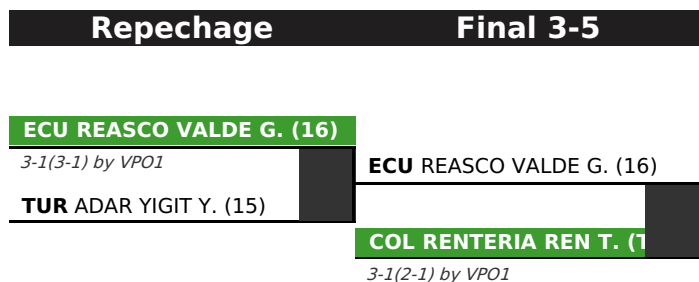 Repechage
Final 3-5
ECU REASCO VALDE G. (16)
3-1(3-1) by VPO1
TUR ADAR YIGIT Y. (15)
ECU REASCO VALDE G. (16)
COL RENTERIA REN T. (
3-1(2-1) by VPO1